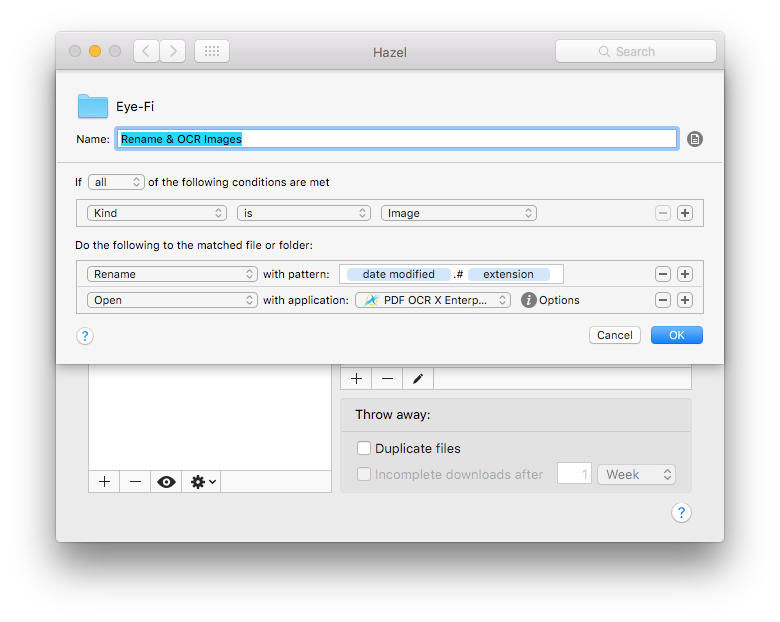 Hazel
Search
Eye-Fi
Name: Rename & OCR Images
If all of the following conditions are met
Kind is Image
Do the following to the matched file or folder:
Rename with pattern: date modified .# extension
Open with application: PDF OCR X Enterp... i Options
? Cancel OK
Throw away:
Duplicate files
Incomplete downloads after 1 Week
?